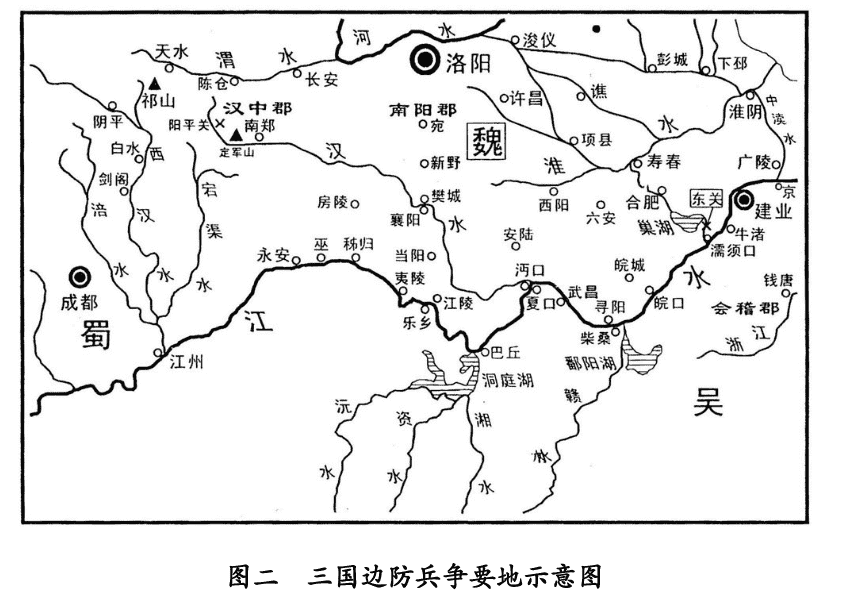 河
水
浚仪
天水
渭
水
彭城
下邳
洛阳
陈仓
长安
祁山
汉中郡
南阳郡
许昌
谯
淮阴
中
渎
水
阴平
阳平关
南郑
宛
魏
水
项县
定军山
白水
西
汉
新野
淮
寿春
广陵
剑阁
宕
渠
水
房陵
樊城
襄阳
水
西阳
六安
合肥
东关
京
建业
涪
水
汉
水
巢湖
牛渚
濡须口
安陆
永安
巫
秭归
当阳
成都
夷陵
江陵
沔口
夏口
武昌
皖城
水
钱唐
寻阳
皖口
会稽郡
蜀
江
乐乡
柴桑
浙
江
江州
巴丘
洞庭湖
鄱阳湖
沅
水
资
水
湘
水
赣
水
吴
图二 三国边防兵争要地示意图